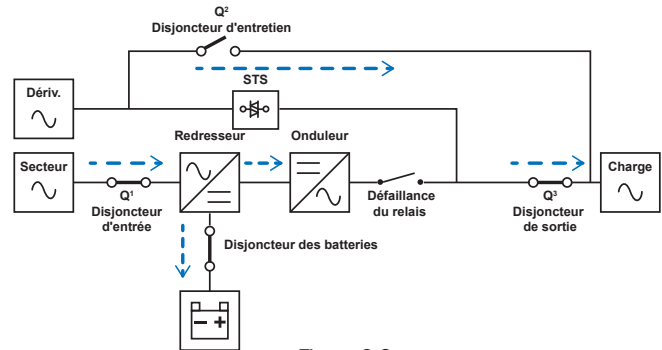 Q²
Disjoncteur d'entretien
Dériv.
STS
Redresseur
Onduleur
Secteur
Charge
Q¹
Disjoncteur
d'entrée
Défaillance
du relais
Q³
Disjoncteur
de sortie
Disjoncteur des batteries